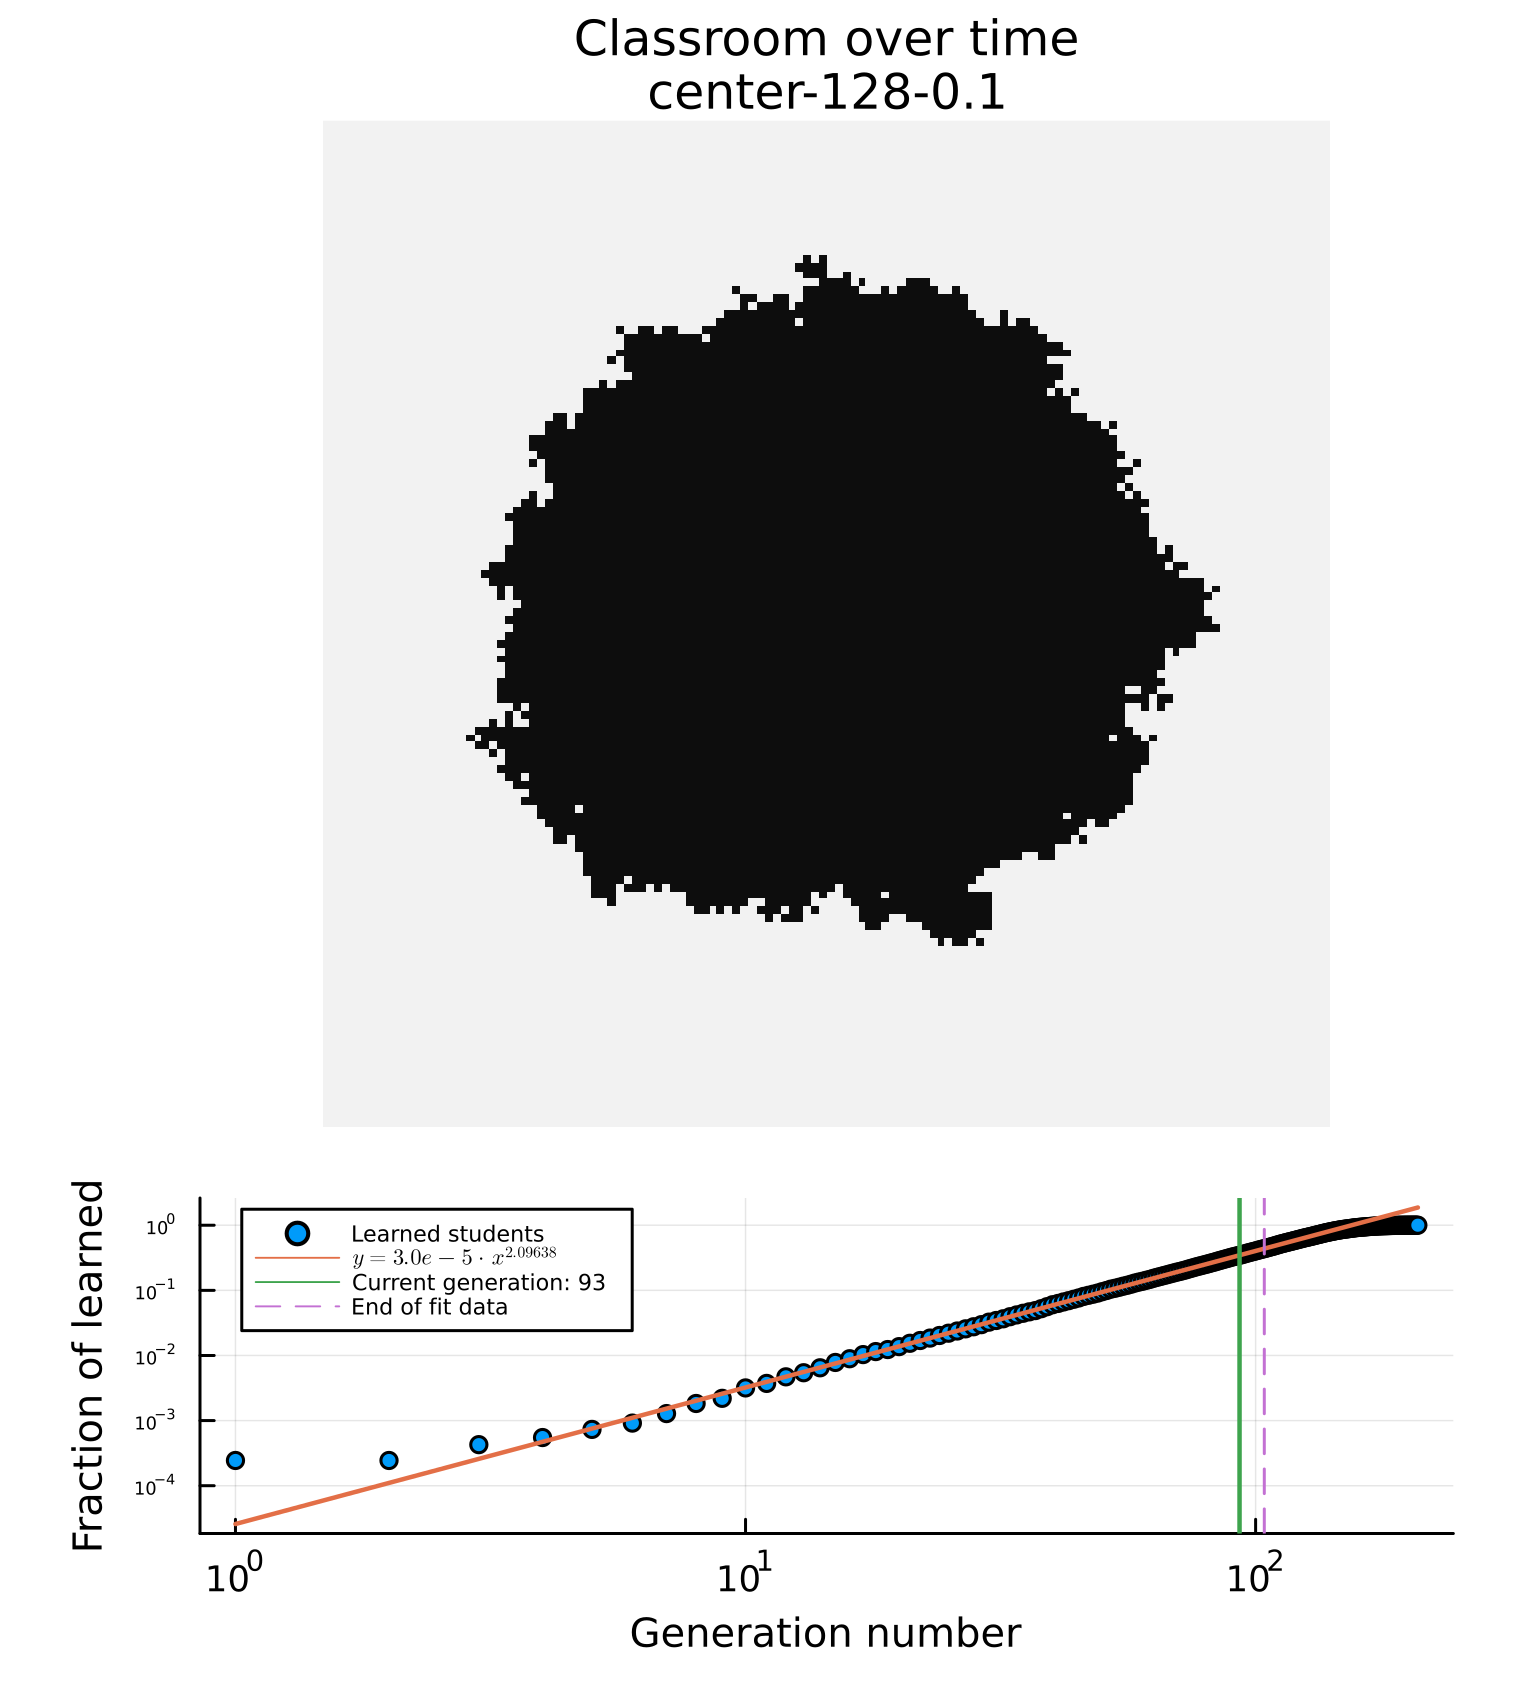 Classroom over time
center-128-0.1
Fraction of learned
10^0
10^-1
10^-2
10^-3
10^-4
Learned students
y = 3.0e − 5 · x^2.09638
Current generation: 93
End of fit data
10^0 10^1 10^2
Generation number